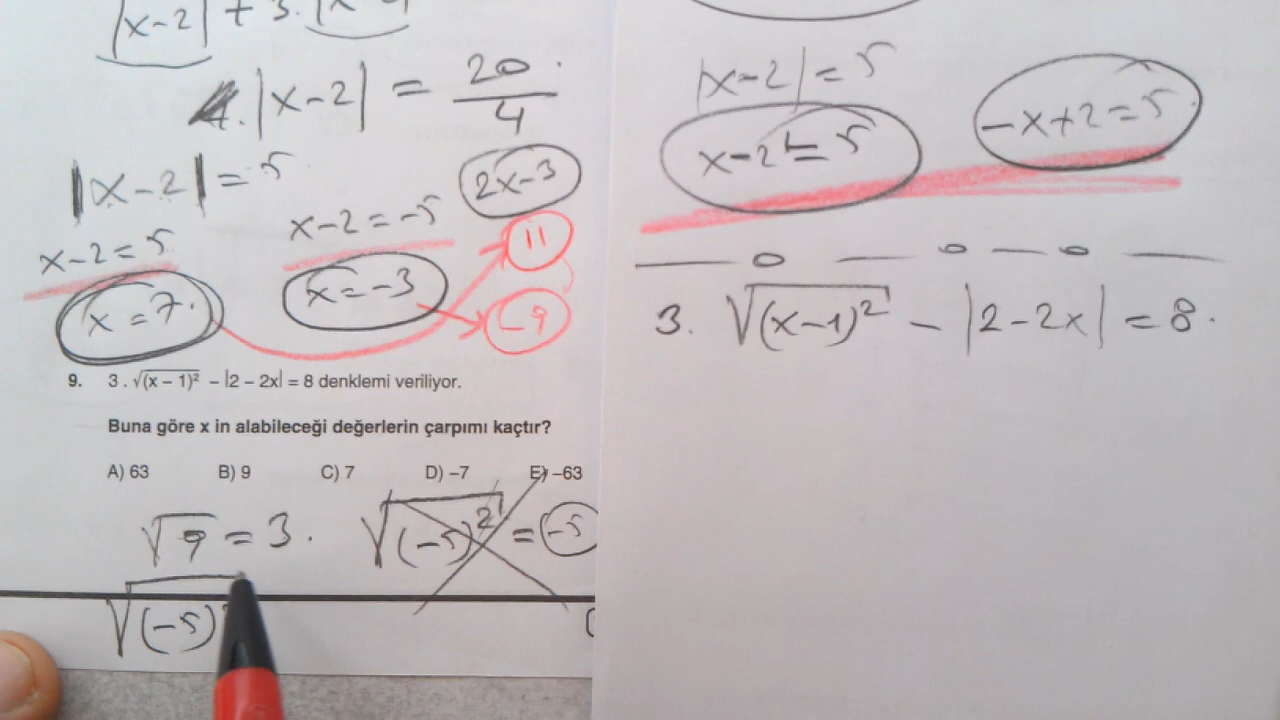 |x-2| + 3.
4. |x-2| = 20/4
|x-2| = 5
2x-3
x-2 = 5
x-2 = -5
11
x = 7
x = -3
-9
9. 3 . √(x – 1)² – |2 – 2x| = 8 denklemi veriliyor.
Buna göre x in alabileceği değerlerin çarpımı kaçtır?
A) 63 B) 9 C) 7 D) –7 E) –63
√9 = 3. √(-5)² = -5
√(-5)
|x-2| = 5
x-2 = 5
-x+2 = 5
3. √(x-1)² - |2-2x| = 8.